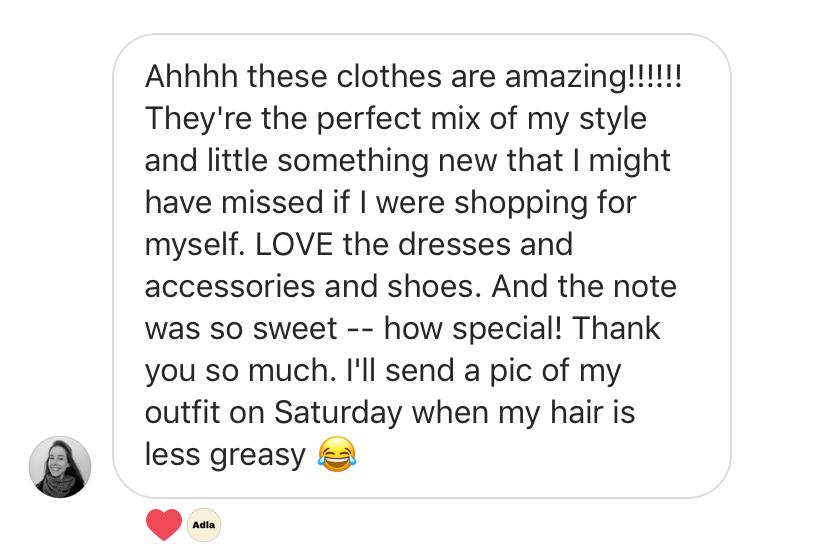 Ahhhh these clothes are amazing!!!!!!
They're the perfect mix of my style
and little something new that I might
have missed if I were shopping for
myself. LOVE the dresses and
accessories and shoes. And the note
was so sweet -- how special! Thank
you so much. I'll send a pic of my
outfit on Saturday when my hair is
less greasy 😂
Adla